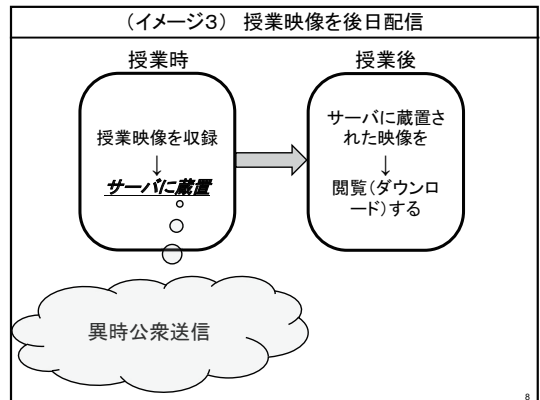 （イメージ３） 授業映像を後日配信
授業時
授業映像を収録
↓
サーバに蔵置
授業後
サーバに蔵置さ
れた映像を
↓
閲覧（ダウンロ
ード）する
異時公衆送信
8